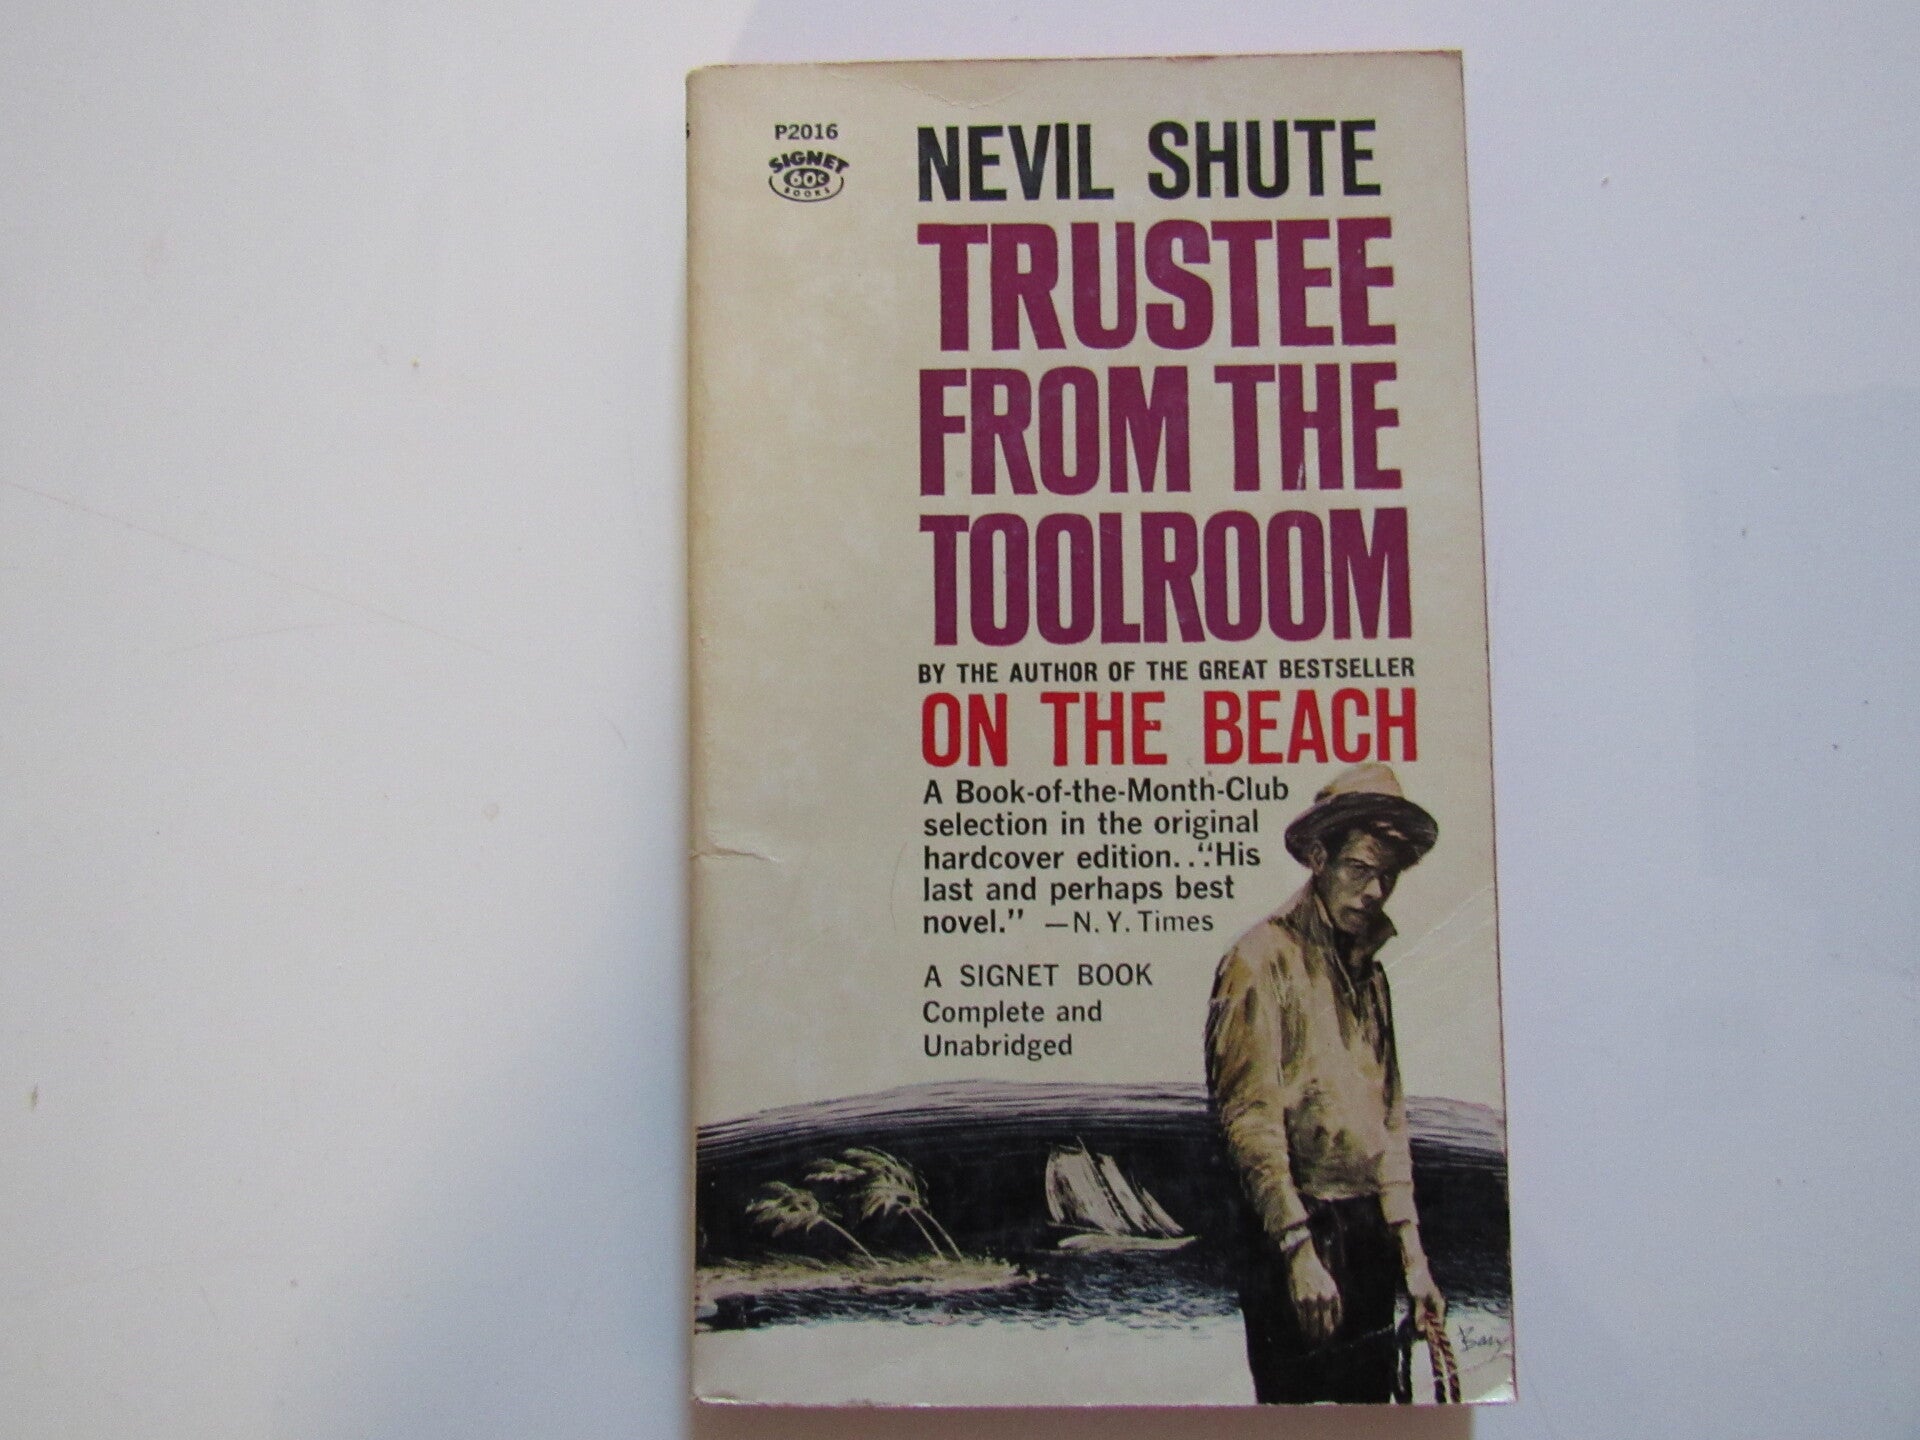 P2016
SIGNET
60¢
BOOKS
NEVIL SHUTE
TRUSTEE
FROM THE
TOOLROOM
BY THE AUTHOR OF THE GREAT BESTSELLER
ON THE BEACH
A Book-of-the-Month-Club
selection in the original
hardcover edition..."His
last and perhaps best
novel." —N. Y. Times
A SIGNET BOOK
Complete and
Unabridged